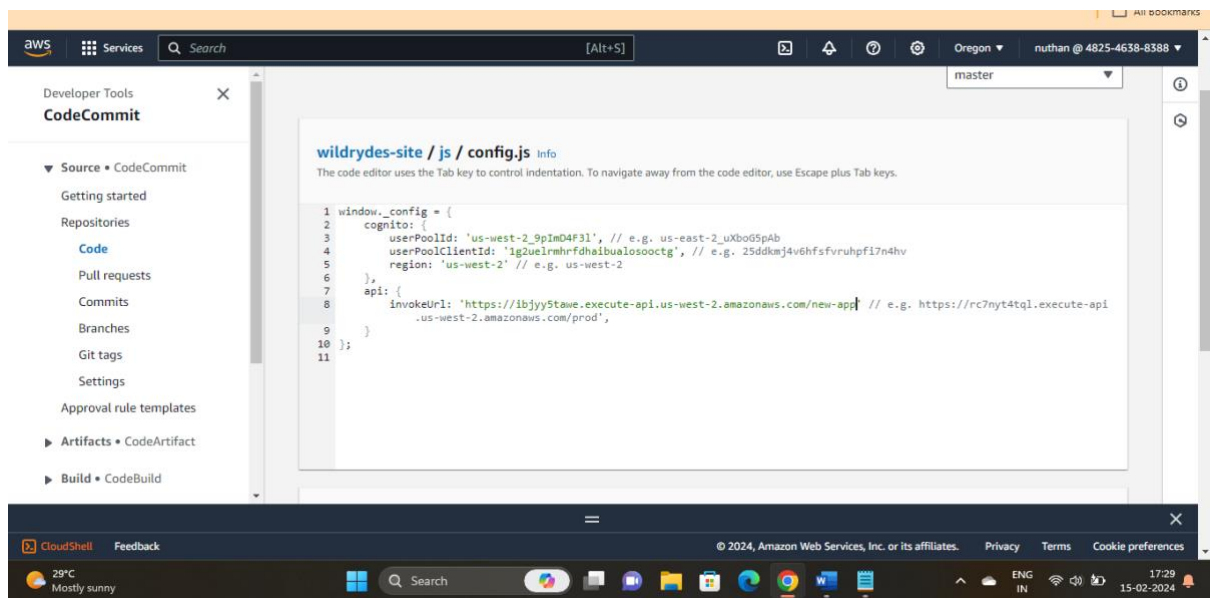 All Bookmarks
aws Services Search [Alt+S] Oregon nuthan @ 4825-4638-8388
Developer Tools
CodeCommit
Source • CodeCommit
Getting started
Repositories
Code
Pull requests
Commits
Branches
Git tags
Settings
Approval rule templates
Artifacts • CodeArtifact
Build • CodeBuild
master
wildrydes-site / js / config.js Info
The code editor uses the Tab key to control indentation. To navigate away from the code editor, use Escape plus Tab keys.
1 window._config = {
2 cognito: {
3 userPoolId: 'us-west-2_9pImD4F3l', // e.g. us-east-2_uXboG5pAb
4 userPoolClientId: '1g2uelrmhrfdhaibualosooctg', // e.g. 25ddkmj4v6hfsfvruhpfi7n4hv
5 region: 'us-west-2' // e.g. us-west-2
6 },
7 api: {
8 invokeUrl: 'https://ibjyy5tawe.execute-api.us-west-2.amazonaws.com/new-app' // e.g. https://rc7nyt4tql.execute-api
.us-west-2.amazonaws.com/prod',
9 }
10 };
11
CloudShell Feedback © 2024, Amazon Web Services, Inc. or its affiliates. Privacy Terms Cookie preferences
29°C
Mostly sunny
Search
ENG
IN
17:29
15-02-2024